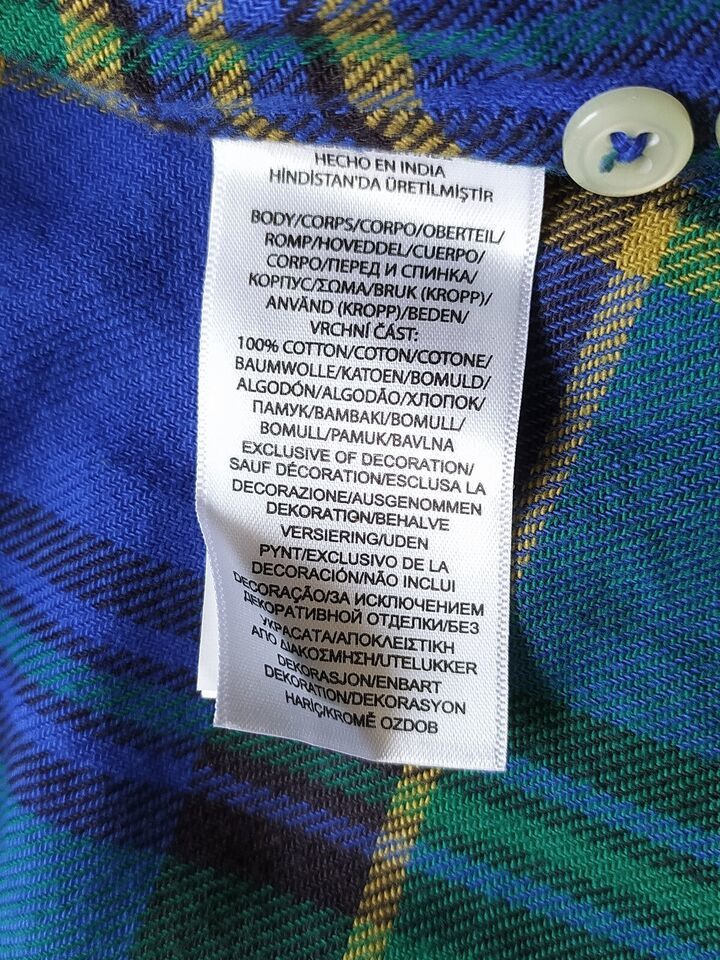 HECHO EN INDIA
HİNDİSTAN'DA ÜRETİLMİŞTİR
BODY/CORPS/CORPO/OBERTEIL/
ROMP/HOVEDDEL/CUERPO/
CORPO/ПЕРЕД И СПИНКА/
КОРПУС/ΣΩΜΑ/BRUK (KROPP)/
ANVÄND (KROPP)/BEDEN/
VRCHNÍ ČÁST:
100% COTTON/COTON/COTONE/
BAUMWOLLE/KATOEN/BOMULD/
ALGODÓN/ALGODÃO/ХЛОПОК/
ПАМУК/ΒΑΜΒΑΚΙ/BOMULL/
BOMULL/PAMUK/BAVLNA
EXCLUSIVE OF DECORATION/
SAUF DÉCORATION/ESCLUSA LA
DECORAZIONE/AUSGENOMMEN
DEKORATION/BEHALVE
VERSIERING/UDEN
PYNT/EXCLUSIVO DE LA
DECORACIÓN/NÃO INCLUI
DECORAÇÃO/ЗА ИСКЛЮЧЕНИЕМ
ДЕКОРАТИВНОЙ ОТДЕЛКИ/БЕЗ
УКРАСАТА/ΑΠΟΚΛΕΙΣΤΙΚΗ
ΑΠΟ ΔΙΑΚΟΣΜΗΣΗ/UTELUKKER
DEKORASJON/ENBART
DEKORATION/DEKORASYON
HARİÇ/KROMĚ OZDOB